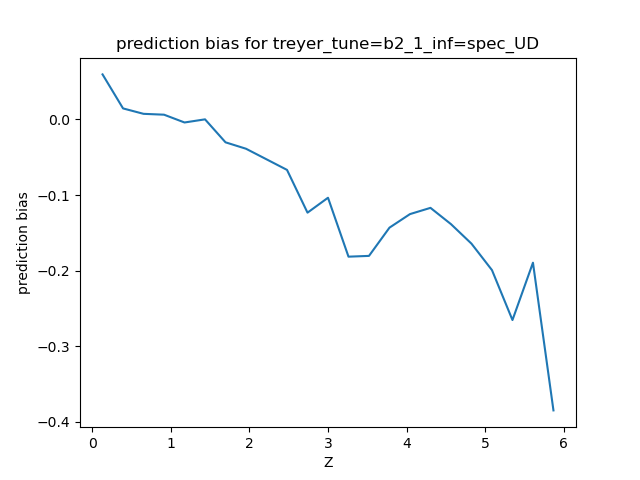 prediction bias for treyer_tune=b2_1_inf=spec_UD
prediction bias
0.0
−0.1
−0.2
−0.3
−0.4
0 1 2 3 4 5 6
Z